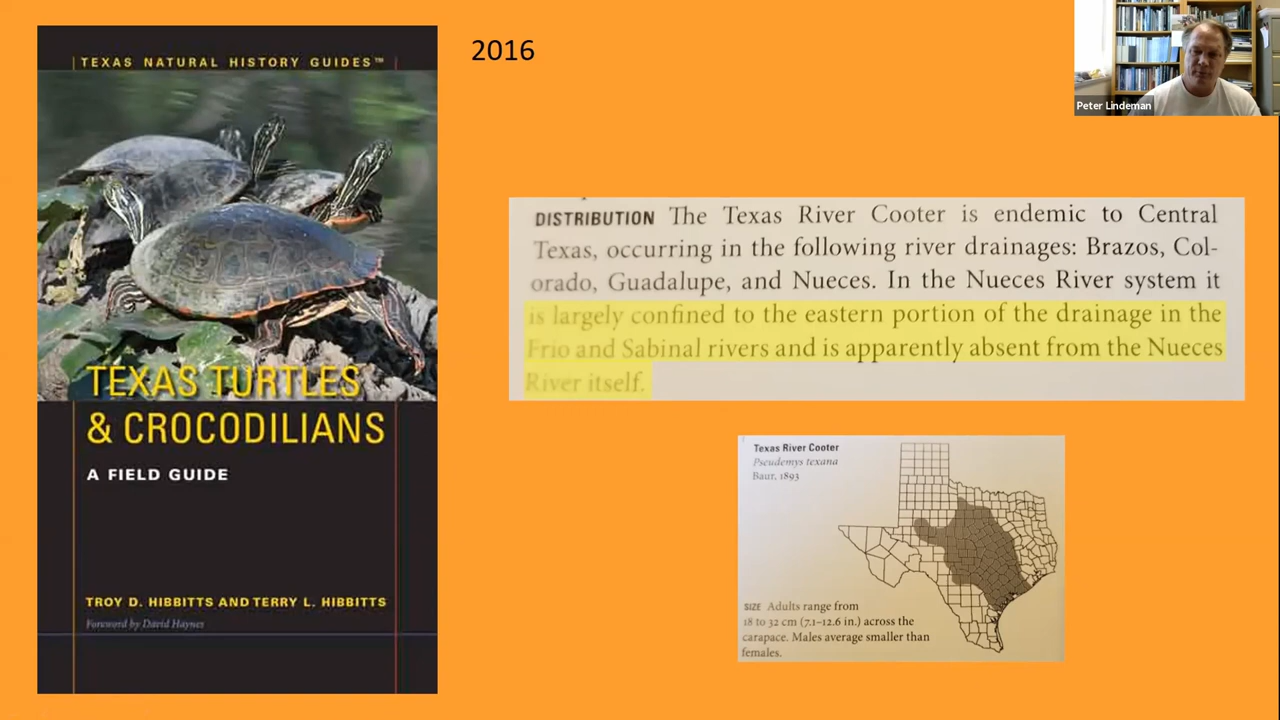 TEXAS NATURAL HISTORY GUIDES™
TEXAS TURTLES
& CROCODILIANS
A FIELD GUIDE
TROY D. HIBBITTS AND TERRY L. HIBBITTS
Foreword by David Haynes
2016
Peter Lindeman
DISTRIBUTION The Texas River Cooter is endemic to Central
Texas, occurring in the following river drainages: Brazos, Col-
orado, Guadalupe, and Nueces. In the Nueces River system it
is largely confined to the eastern portion of the drainage in the
Frio and Sabinal rivers and is apparently absent from the Nueces
River itself.
Texas River Cooter
Pseudemys texana
Baur, 1893
SIZE Adults range from
18 to 32 cm (7.1–12.6 in.) across the
carapace. Males average smaller than
females.